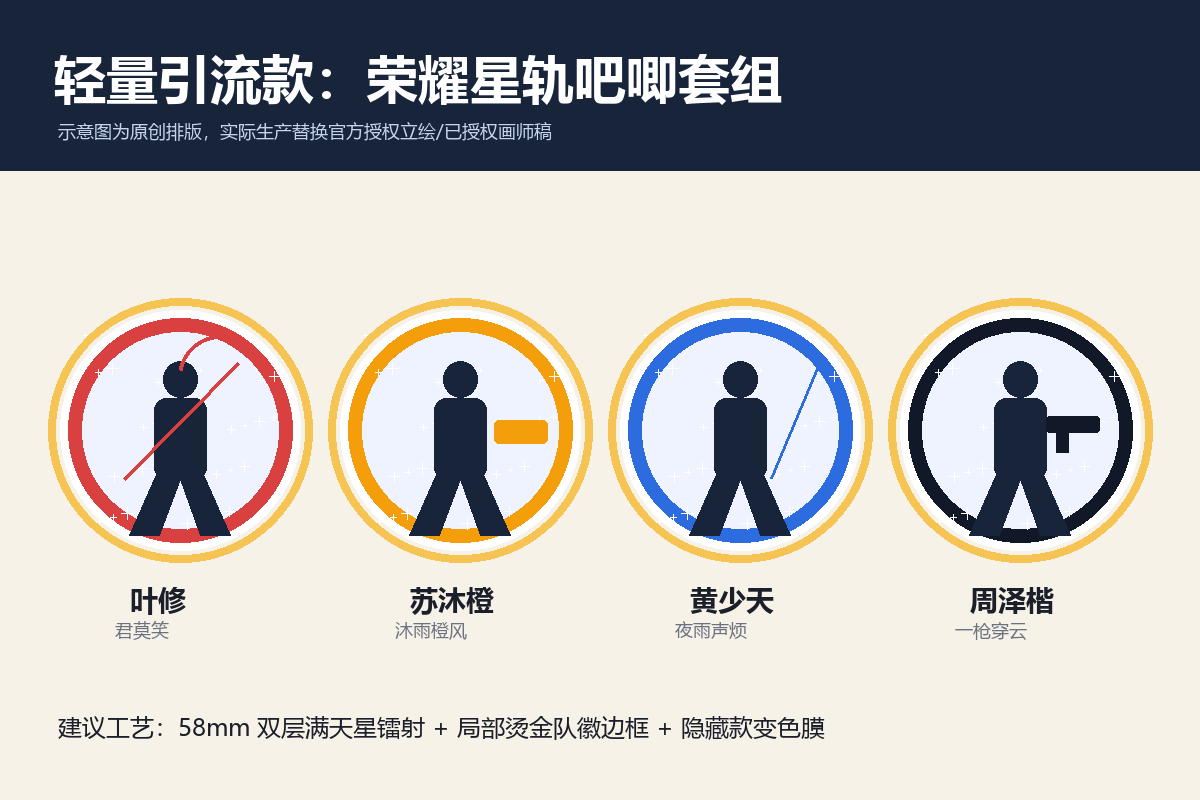 轻量引流款：荣耀星轨吧唧套组
示意图为原创排版，实际生产替换官方授权立绘/已授权画师稿
叶修
君莫笑
苏沐橙
沐雨橙风
黄少天
夜雨声烦
周泽楷
一枪穿云
建议工艺：58mm 双层满天星镭射 + 局部烫金队徽边框 + 隐藏款变色膜